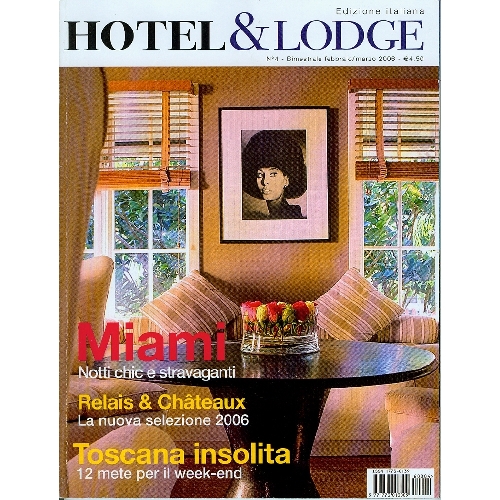 Edizione italiana
HOTEL & LODGE
N°4 - Bimestrale febbraio/marzo 2006 - €4,50
Miami
Notti chic e stravaganti
Relais & Châteaux
La nuova selezione 2006
Toscana insolita
12 mete per il week-end